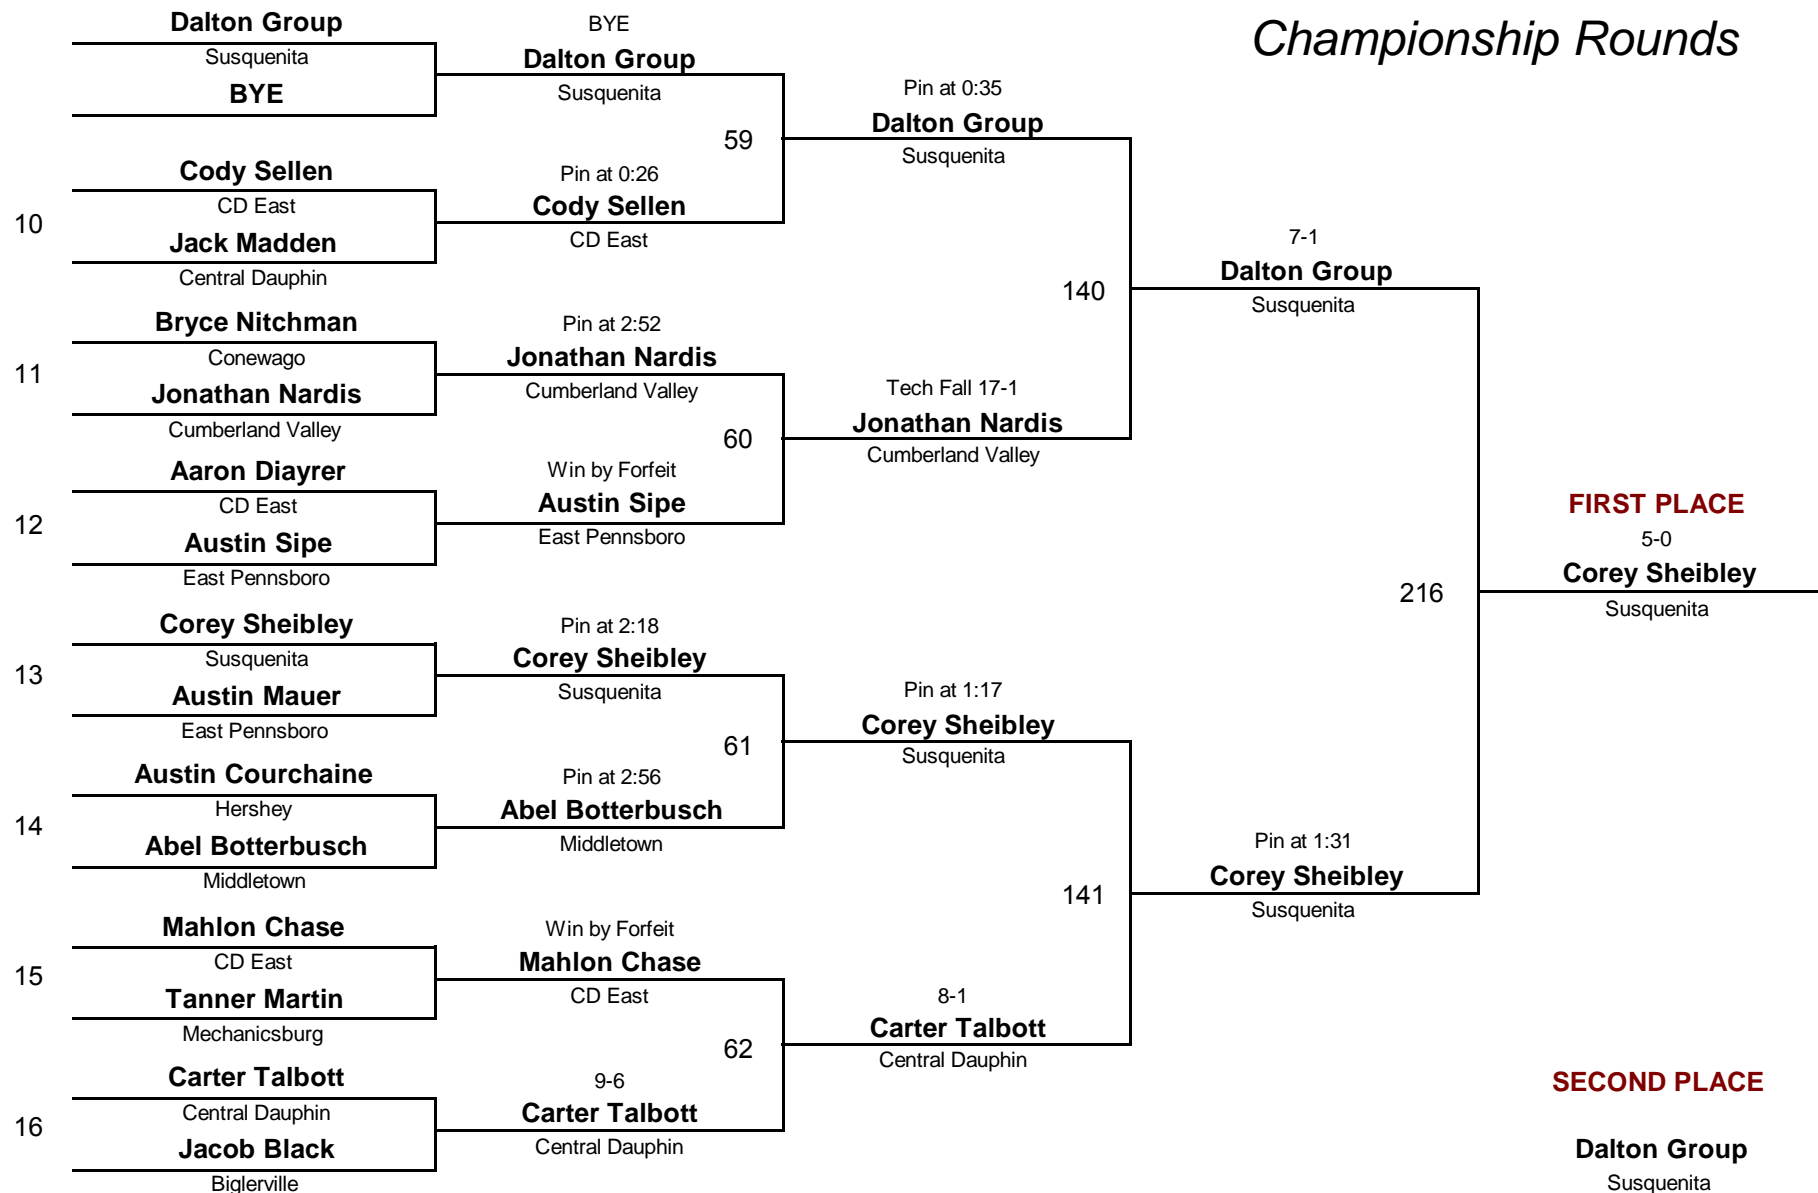 Championship Rounds
Dalton Group
Susquenita
BYE
10
Cody Sellen
CD East
Jack Madden
Central Dauphin
11
Bryce Nitchman
Conewago
Jonathan Nardis
Cumberland Valley
12
Aaron Diayrer
CD East
Austin Sipe
East Pennsboro
13
Corey Sheibley
Susquenita
Austin Mauer
East Pennsboro
14
Austin Courchaine
Hershey
Abel Botterbusch
Middletown
15
Mahlon Chase
CD East
Tanner Martin
Mechanicsburg
16
Carter Talbott
Central Dauphin
Jacob Black
Biglerville
BYE
Dalton Group
Susquenita
59
Pin at 0:26
Cody Sellen
CD East
Pin at 2:52
Jonathan Nardis
Cumberland Valley
60
Win by Forfeit
Austin Sipe
East Pennsboro
Pin at 2:18
Corey Sheibley
Susquenita
61
Pin at 2:56
Abel Botterbusch
Middletown
Win by Forfeit
Mahlon Chase
CD East
62
9-6
Carter Talbott
Central Dauphin
Pin at 0:35
Dalton Group
Susquenita
140
Tech Fall 17-1
Jonathan Nardis
Cumberland Valley
Pin at 1:17
Corey Sheibley
Susquenita
141
8-1
Carter Talbott
Central Dauphin
7-1
Dalton Group
Susquenita
216
Pin at 1:31
Corey Sheibley
Susquenita
FIRST PLACE
5-0
Corey Sheibley
Susquenita
SECOND PLACE
Dalton Group
Susquenita